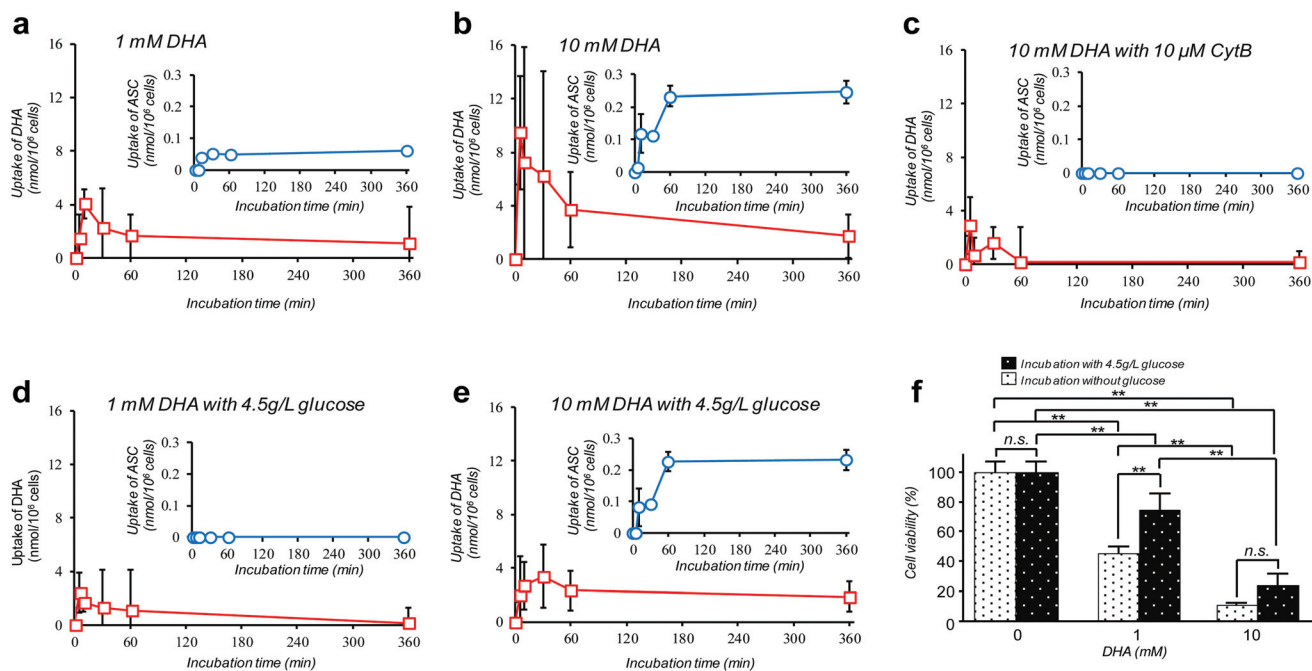 a
1 mM DHA
16
12
8
4
0
Uptake of DHA
(nmol/10⁶ cells)
0.3
0.2
0.1
0
Uptake of ASC
(nmol/10⁶ cells)
0 60 120 180 240 300 360
Incubation time (min)
0 60 120 180 240 300 360
Incubation time (min)
b
10 mM DHA
16
12
8
4
0
Uptake of DHA
(nmol/10⁶ cells)
0.3
0.2
0.1
0
Uptake of ASC
(nmol/10⁶ cells)
0 60 120 180 240 300 360
Incubation time (min)
0 60 120 180 240 300 360
Incubation time (min)
c
10 mM DHA with 10 µM CytB
16
12
8
4
0
Uptake of DHA
(nmol/10⁶ cells)
0.3
0.2
0.1
0
Uptake of ASC
(nmol/10⁶ cells)
0 60 120 180 240 300 360
Incubation time (min)
0 60 120 180 240 300 360
Incubation time (min)
d
1 mM DHA with 4.5g/L glucose
16
12
8
4
0
Uptake of DHA
(nmol/10⁶ cells)
0.3
0.2
0.1
0
Uptake of ASC
(nmol/10⁶ cells)
0 60 120 180 240 300 360
Incubation time (min)
0 60 120 180 240 300 360
Incubation time (min)
e
10 mM DHA with 4.5g/L glucose
16
12
8
4
0
Uptake of DHA
(nmol/10⁶ cells)
0.3
0.2
0.1
0
Uptake of ASC
(nmol/10⁶ cells)
0 60 120 180 240 300 360
Incubation time (min)
0 60 120 180 240 300 360
Incubation time (min)
f
Incubation with 4.5g/L glucose
Incubation without glucose
**
**
** **
n.s. ** **
**
n.s.
100
80
60
40
20
0
Cell viability (%)
0 1 10
DHA (mM)